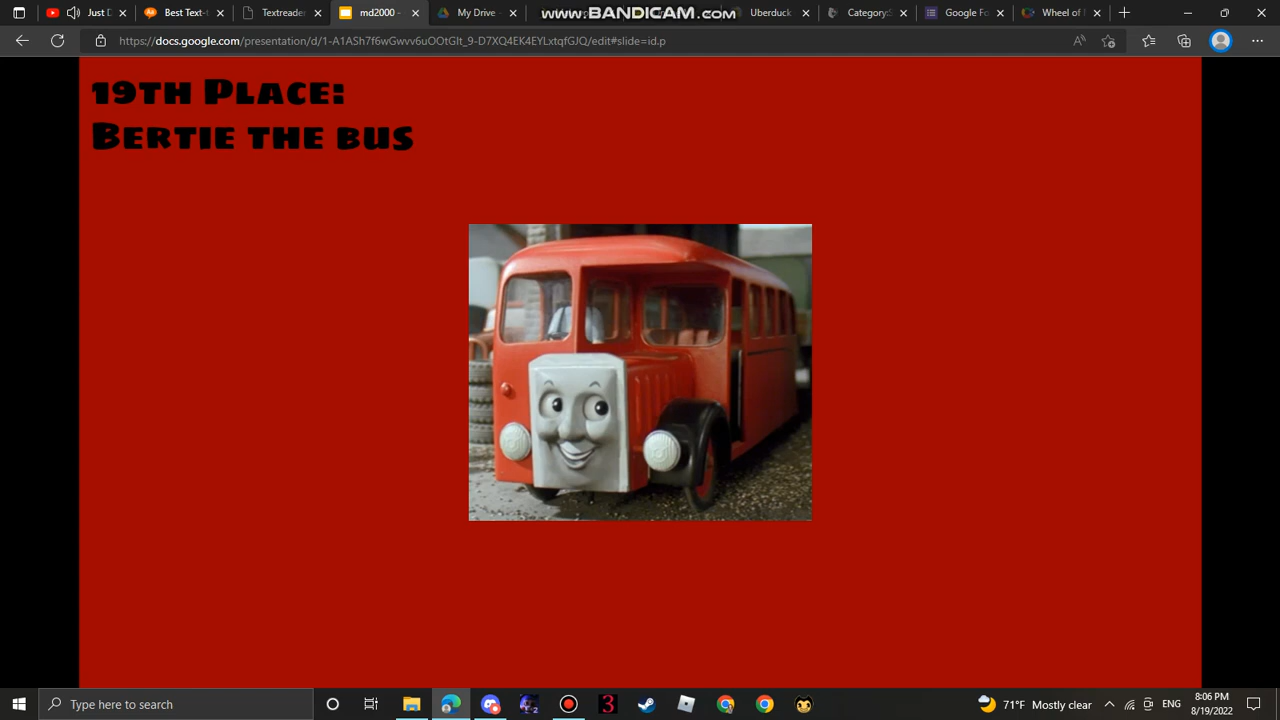 Just D
Best Text-t
Textreader
md2000 -
My Drive -
www.BANDICAM.com
Uberduck
Category:S
Google Fo
Wheel of N
https://docs.google.com/presentation/d/1-A1ASh7f6wGwvv6uOOtGlt_9-D7XQ4EK4EYLxtqfGJQ/edit#slide=id.p
19th Place:
Bertie the bus
Type here to search
71°F Mostly clear
ENG
8:06 PM
8/19/2022